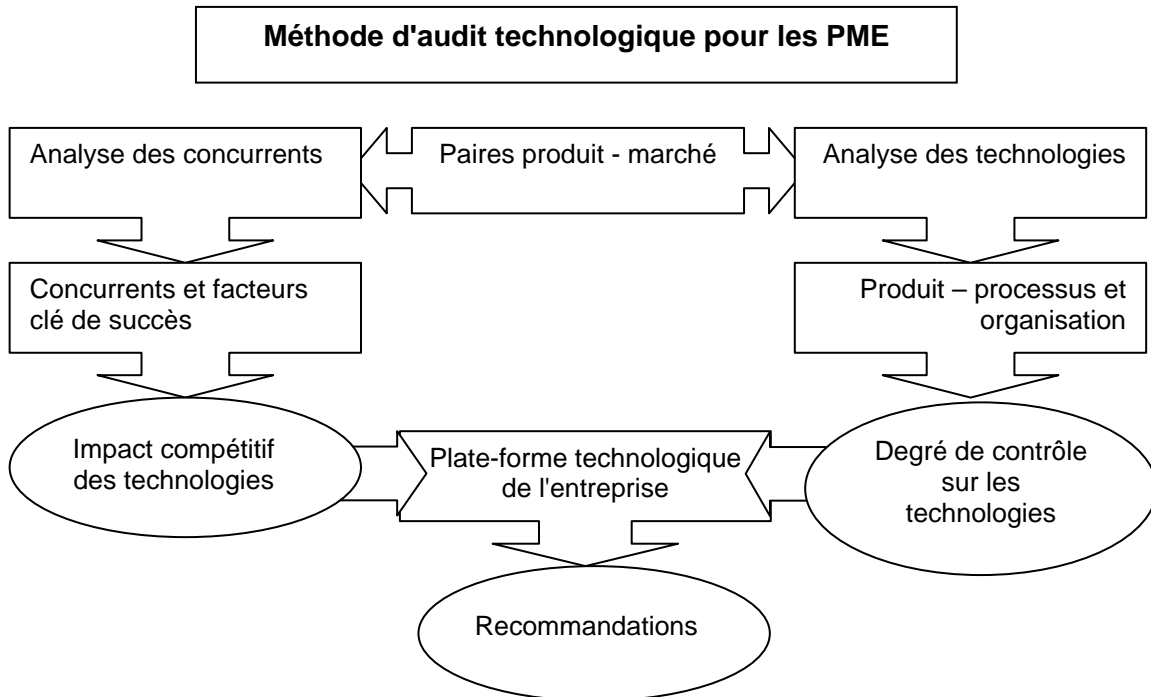 Méthode d'audit technologique pour les PME
Analyse des concurrents
Paires produit - marché
Analyse des technologies
Concurrents et facteurs
clé de succès
Produit – processus et
organisation
Impact compétitif
des technologies
Plate-forme technologique
de l'entreprise
Degré de contrôle
sur les
technologies
Recommandations